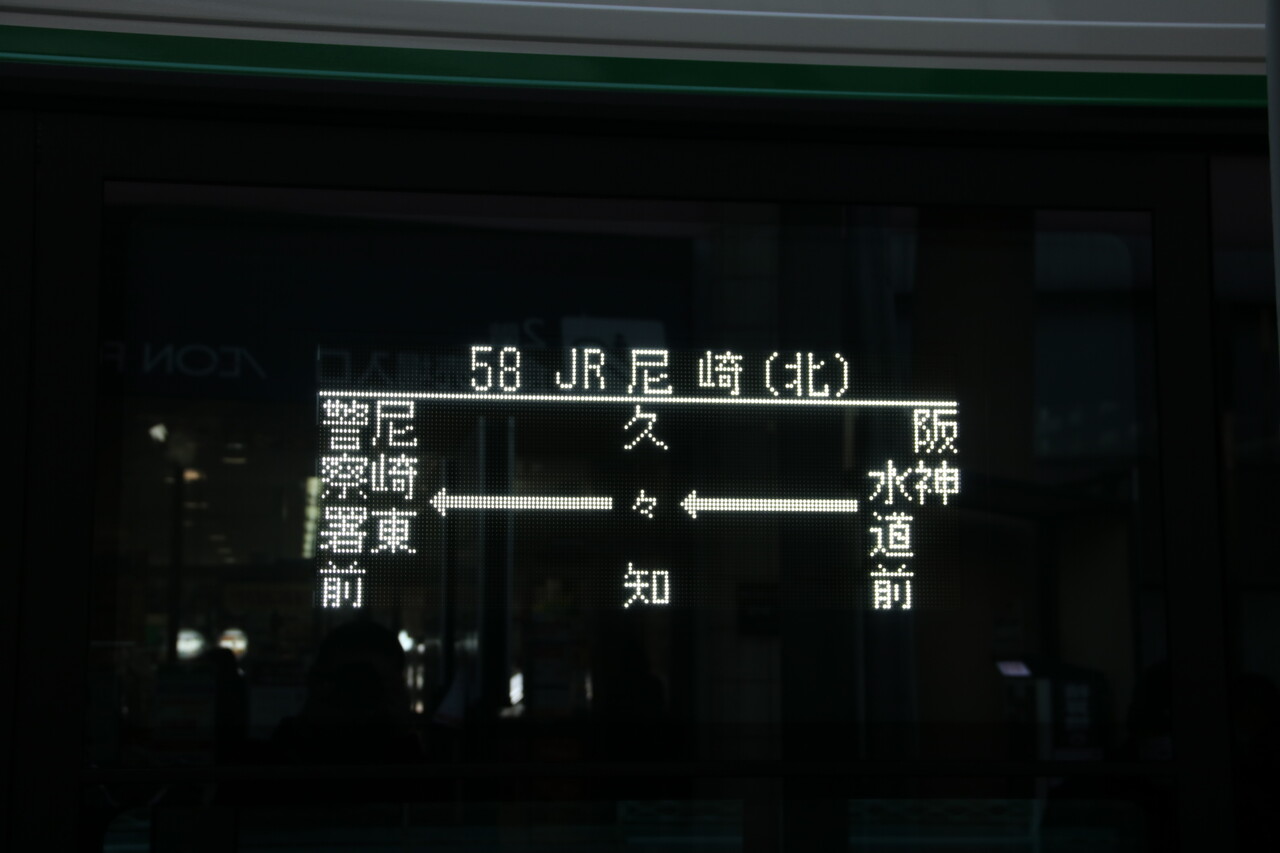 58 JR尼崎(北)
阪神
水道前
久々知
尼崎東
警察署前